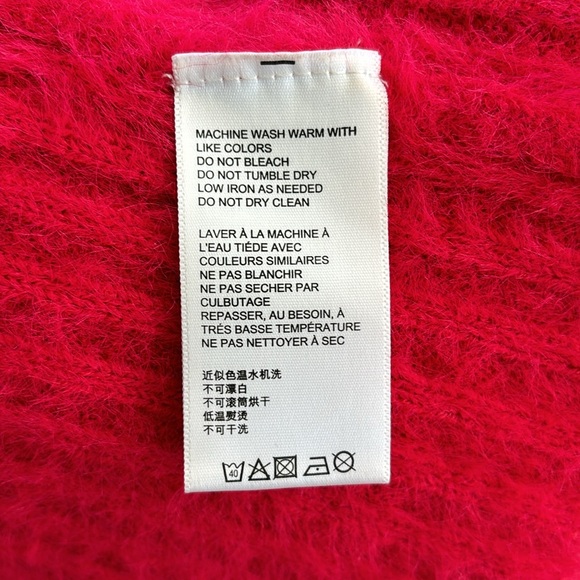 MACHINE WASH WARM WITH
LIKE COLORS
DO NOT BLEACH
DO NOT TUMBLE DRY
LOW IRON AS NEEDED
DO NOT DRY CLEAN
LAVER À LA MACHINE À
L'EAU TIÉDE AVEC
COULEURS SIMILAIRES
NE PAS BLANCHIR
NE PAS SECHER PAR
CULBUTAGE
REPASSER, AU BESOIN, À
TRÉS BASSE TEMPÉRATURE
NE PAS NETTOYER À SEC
近似色温水机洗
不可漂白
不可滚筒烘干
低温熨烫
不可干洗
40